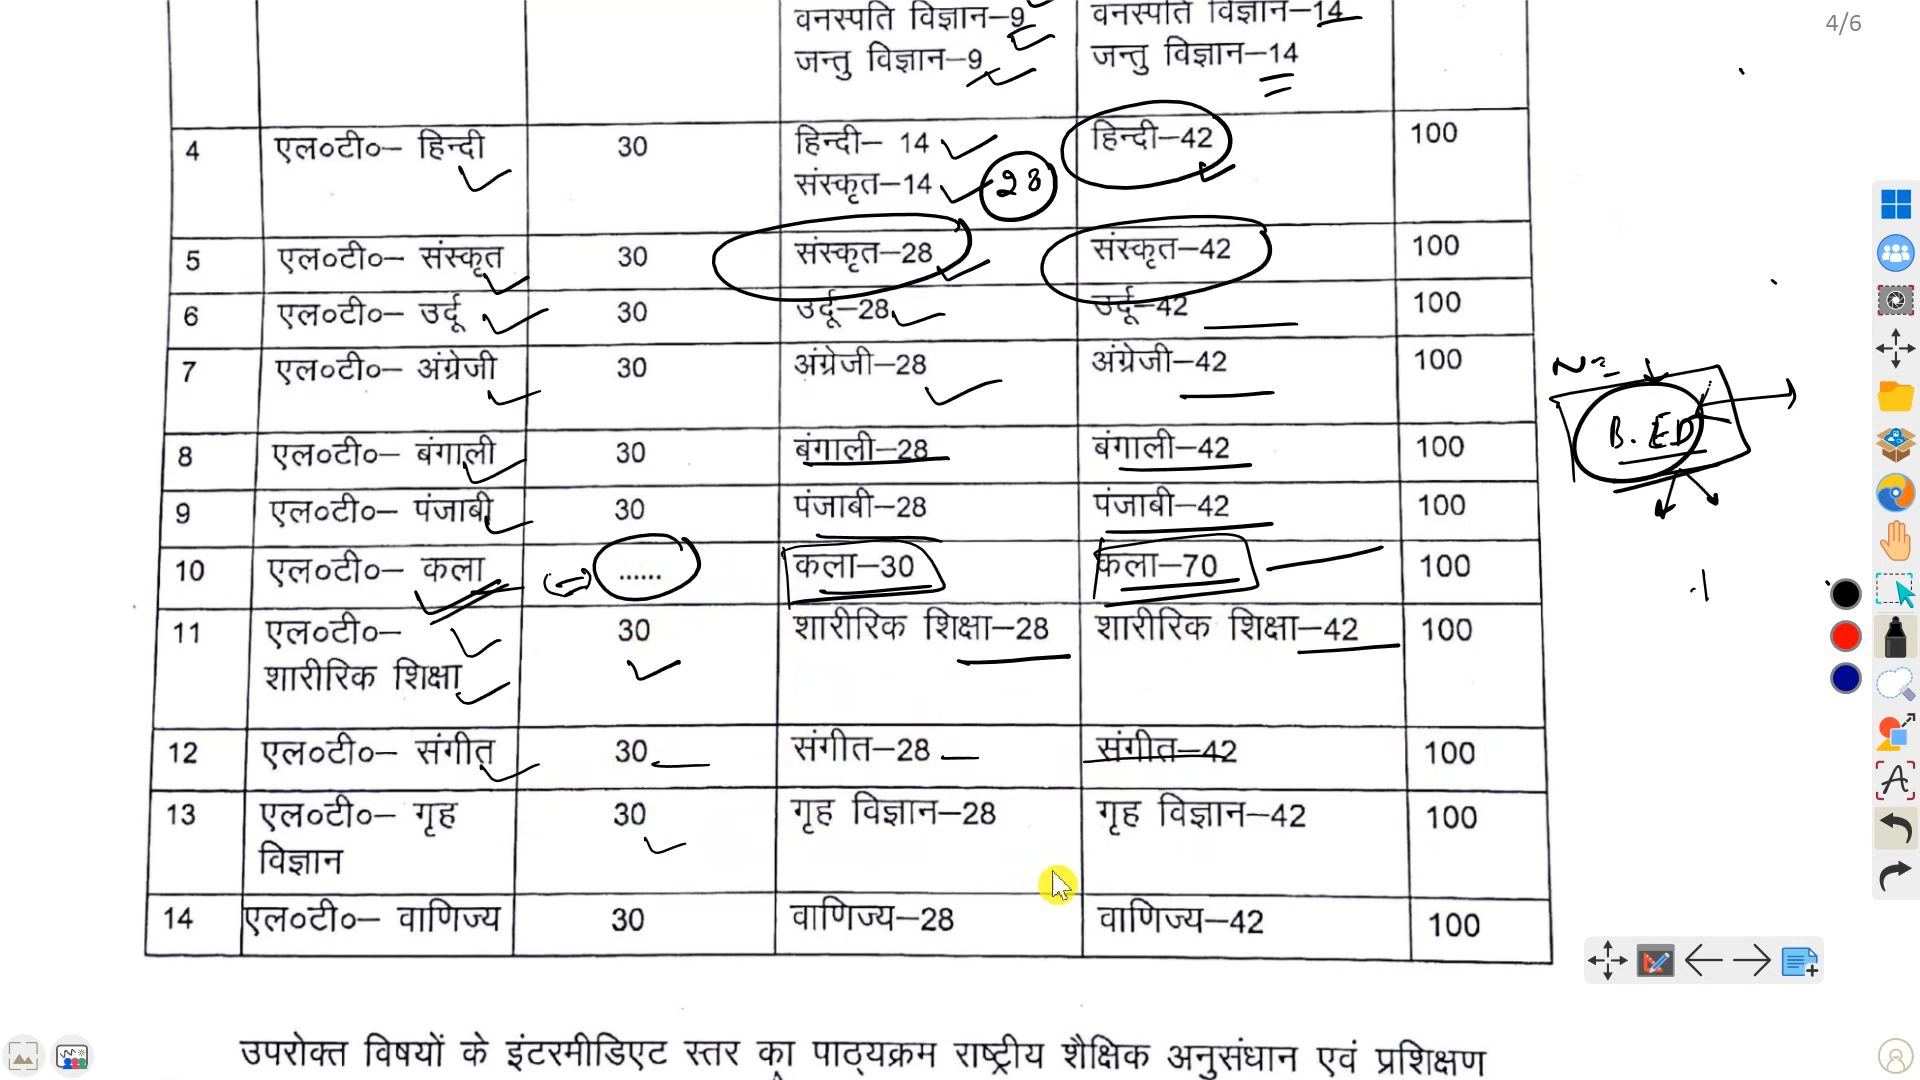 4/6
वनस्पति विज्ञान–9 वनस्पति विज्ञान–14
जन्तु विज्ञान–9 जन्तु विज्ञान–14
4 एल०टी०– हिन्दी 30 हिन्दी– 14 हिन्दी–42 100
संस्कृत–14 28
5 एल०टी०– संस्कृत 30 संस्कृत–28 संस्कृत–42 100
6 एल०टी०– उर्दू 30 उर्दू–28 उर्दू–42 100
7 एल०टी०– अंग्रेजी 30 अंग्रेजी–28 अंग्रेजी–42 100
B. ED
8 एल०टी०– बंगाली 30 बंगाली–28 बंगाली–42 100
9 एल०टी०– पंजाबी 30 पंजाबी–28 पंजाबी–42 100
10 एल०टी०– कला ...... कला–30 कला–70 100
11 एल०टी०– 30 शारीरिक शिक्षा–28 शारीरिक शिक्षा–42 100
शारीरिक शिक्षा
12 एल०टी०– संगीत 30 संगीत–28 संगीत–42 100
13 एल०टी०– गृह 30 गृह विज्ञान–28 गृह विज्ञान–42 100
विज्ञान
14 एल०टी०– वाणिज्य 30 वाणिज्य–28 वाणिज्य–42 100
उपरोक्त विषयों के इंटरमीडिएट स्तर का पाठ्यक्रम राष्ट्रीय शैक्षिक अनुसंधान एवं प्रशिक्षण